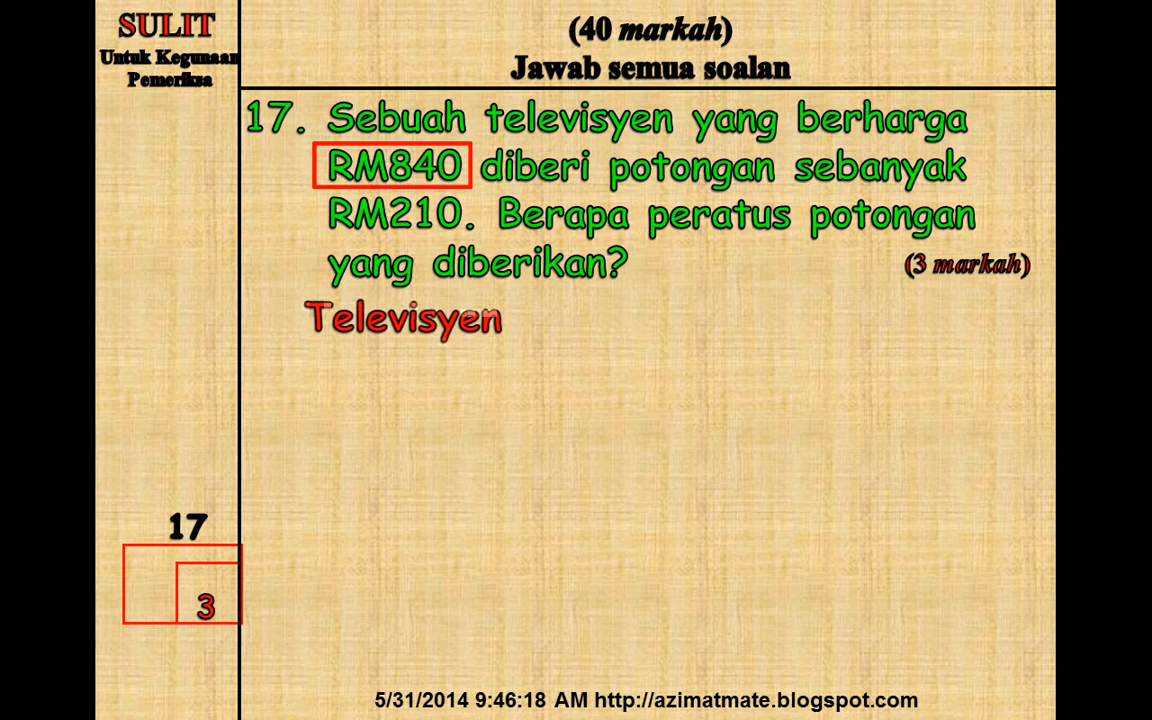 SULIT
Untuk Kegunaan
Pemeriksa
(40 markah)
Jawab semua soalan
17. Sebuah televisyen yang berharga
RM840 diberi potongan sebanyak
RM210. Berapa peratus potongan
yang diberikan?
(3 markah)
Televisyen
17
3
5/31/2014 9:46:18 AM http://azimatmate.blogspot.com